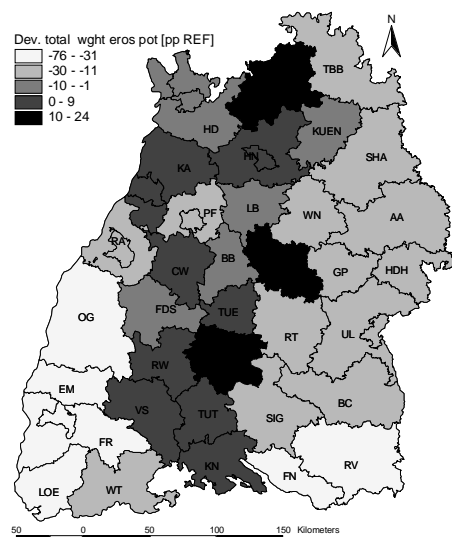 N
Dev. total wght eros pot [pp REF]
-76 - -31
-30 - -11
-10 - -1
0 - 9
10 - 24
TBB
HD
KUEN
HN
SHA
KA
PF
LB
WN
AA
RA
CW
BB
GP
HDH
OG
FDS
TUE
RT
UL
RW
EM
VS
TUT
SIG
BC
FR
KN
FN
RV
LOE
WT
50 0 50 100 150 Kilometers